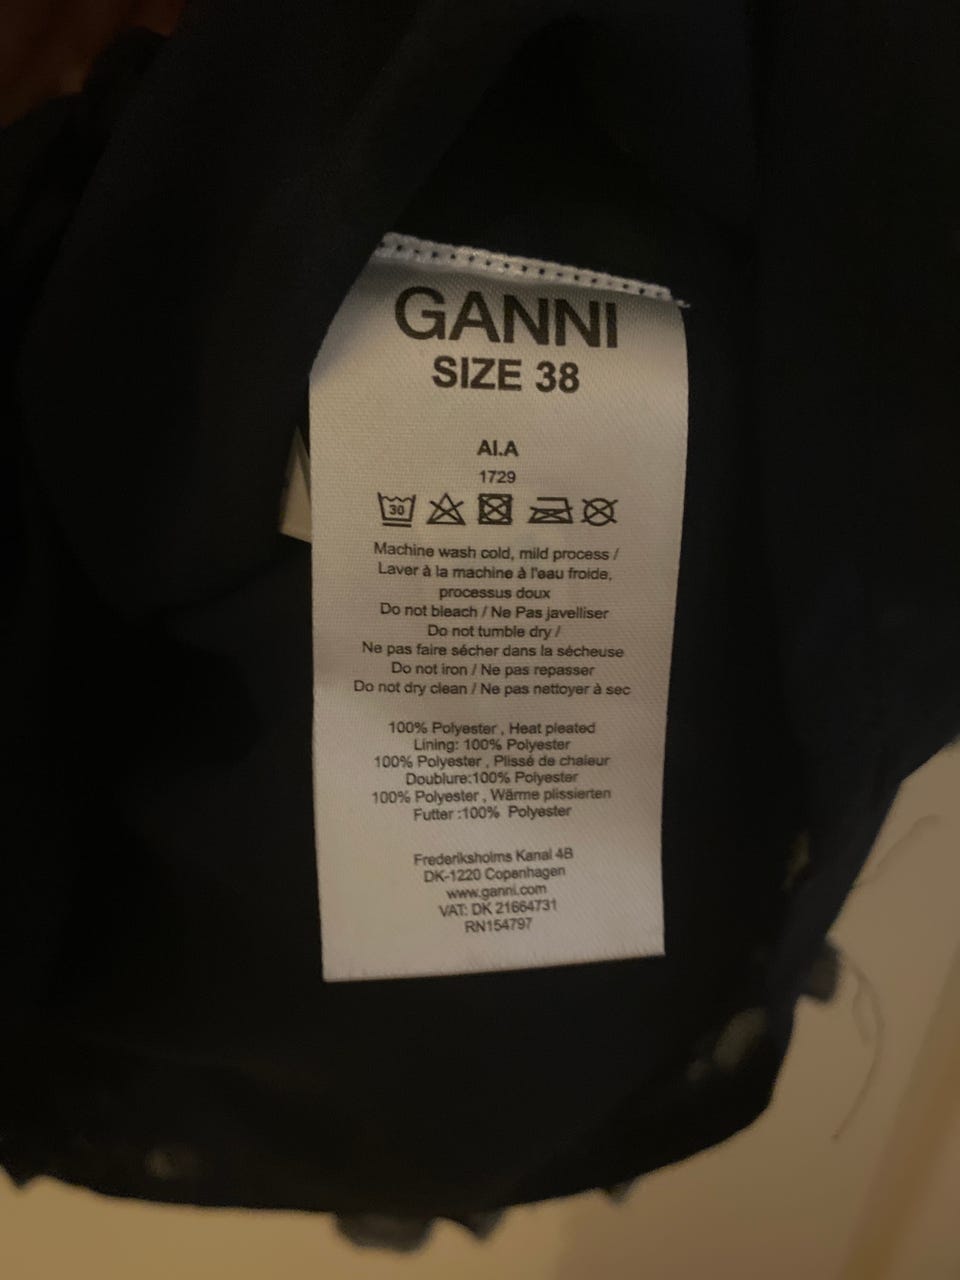 GANNI
SIZE 38
AI.A
1729
30
Machine wash cold, mild process /
Laver à la machine à l'eau froide,
processus doux
Do not bleach / Ne Pas javelliser
Do not tumble dry /
Ne pas faire sécher dans la sécheuse
Do not iron / Ne pas repasser
Do not dry clean / Ne pas nettoyer à sec
100% Polyester , Heat pleated
Lining: 100% Polyester
100% Polyester , Plissé de chaleur
Doublure:100% Polyester
100% Polyester , Wärme plissierten
Futter :100% Polyester
Frederiksholms Kanal 4B
DK-1220 Copenhagen
www.ganni.com
VAT: DK 21664731
RN154797